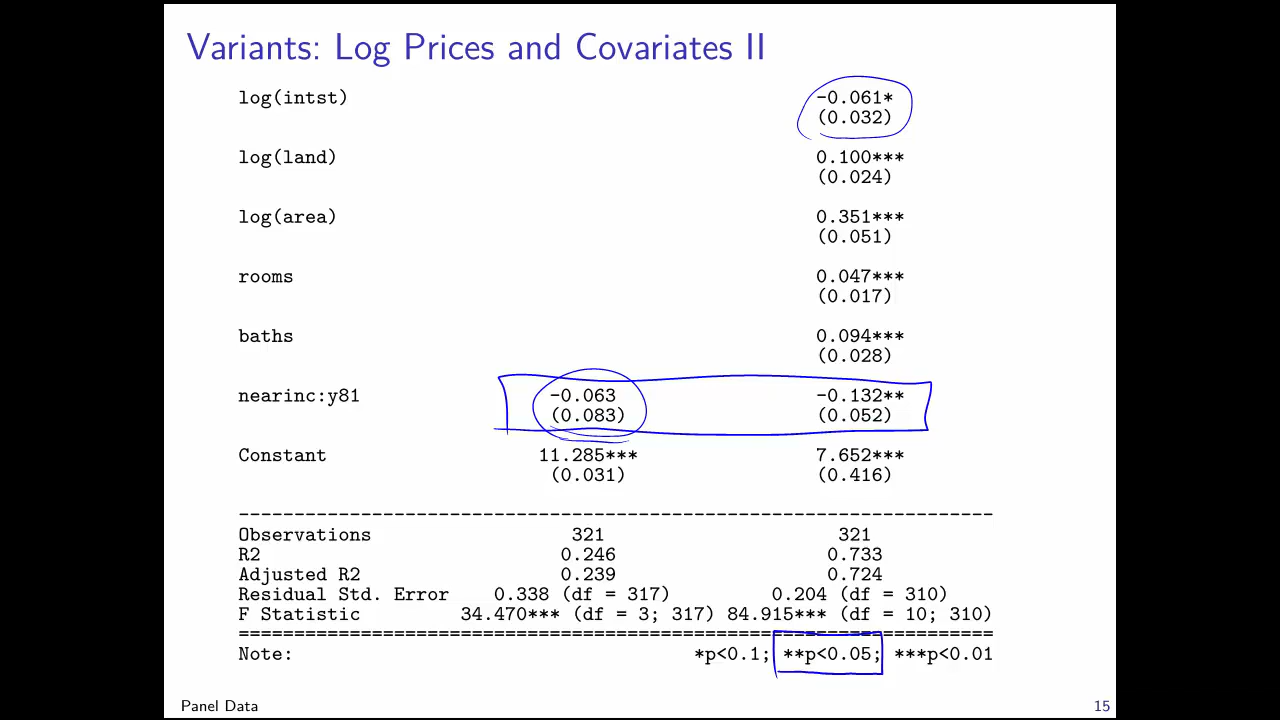 Variants: Log Prices and Covariates II
log(intst) -0.061*
(0.032)
log(land) 0.100***
(0.024)
log(area) 0.351***
(0.051)
rooms 0.047***
(0.017)
baths 0.094***
(0.028)
nearinc:y81 -0.063 -0.132**
(0.083) (0.052)
Constant 11.285*** 7.652***
(0.031) (0.416)
--------------------------------------------------------------------
Observations 321 321
R2 0.246 0.733
Adjusted R2 0.239 0.724
Residual Std. Error 0.338 (df = 317) 0.204 (df = 310)
F Statistic 34.470*** (df = 3; 317) 84.915*** (df = 10; 310)
====================================================================
Note: *p<0.1; **p<0.05; ***p<0.01
Panel Data 15